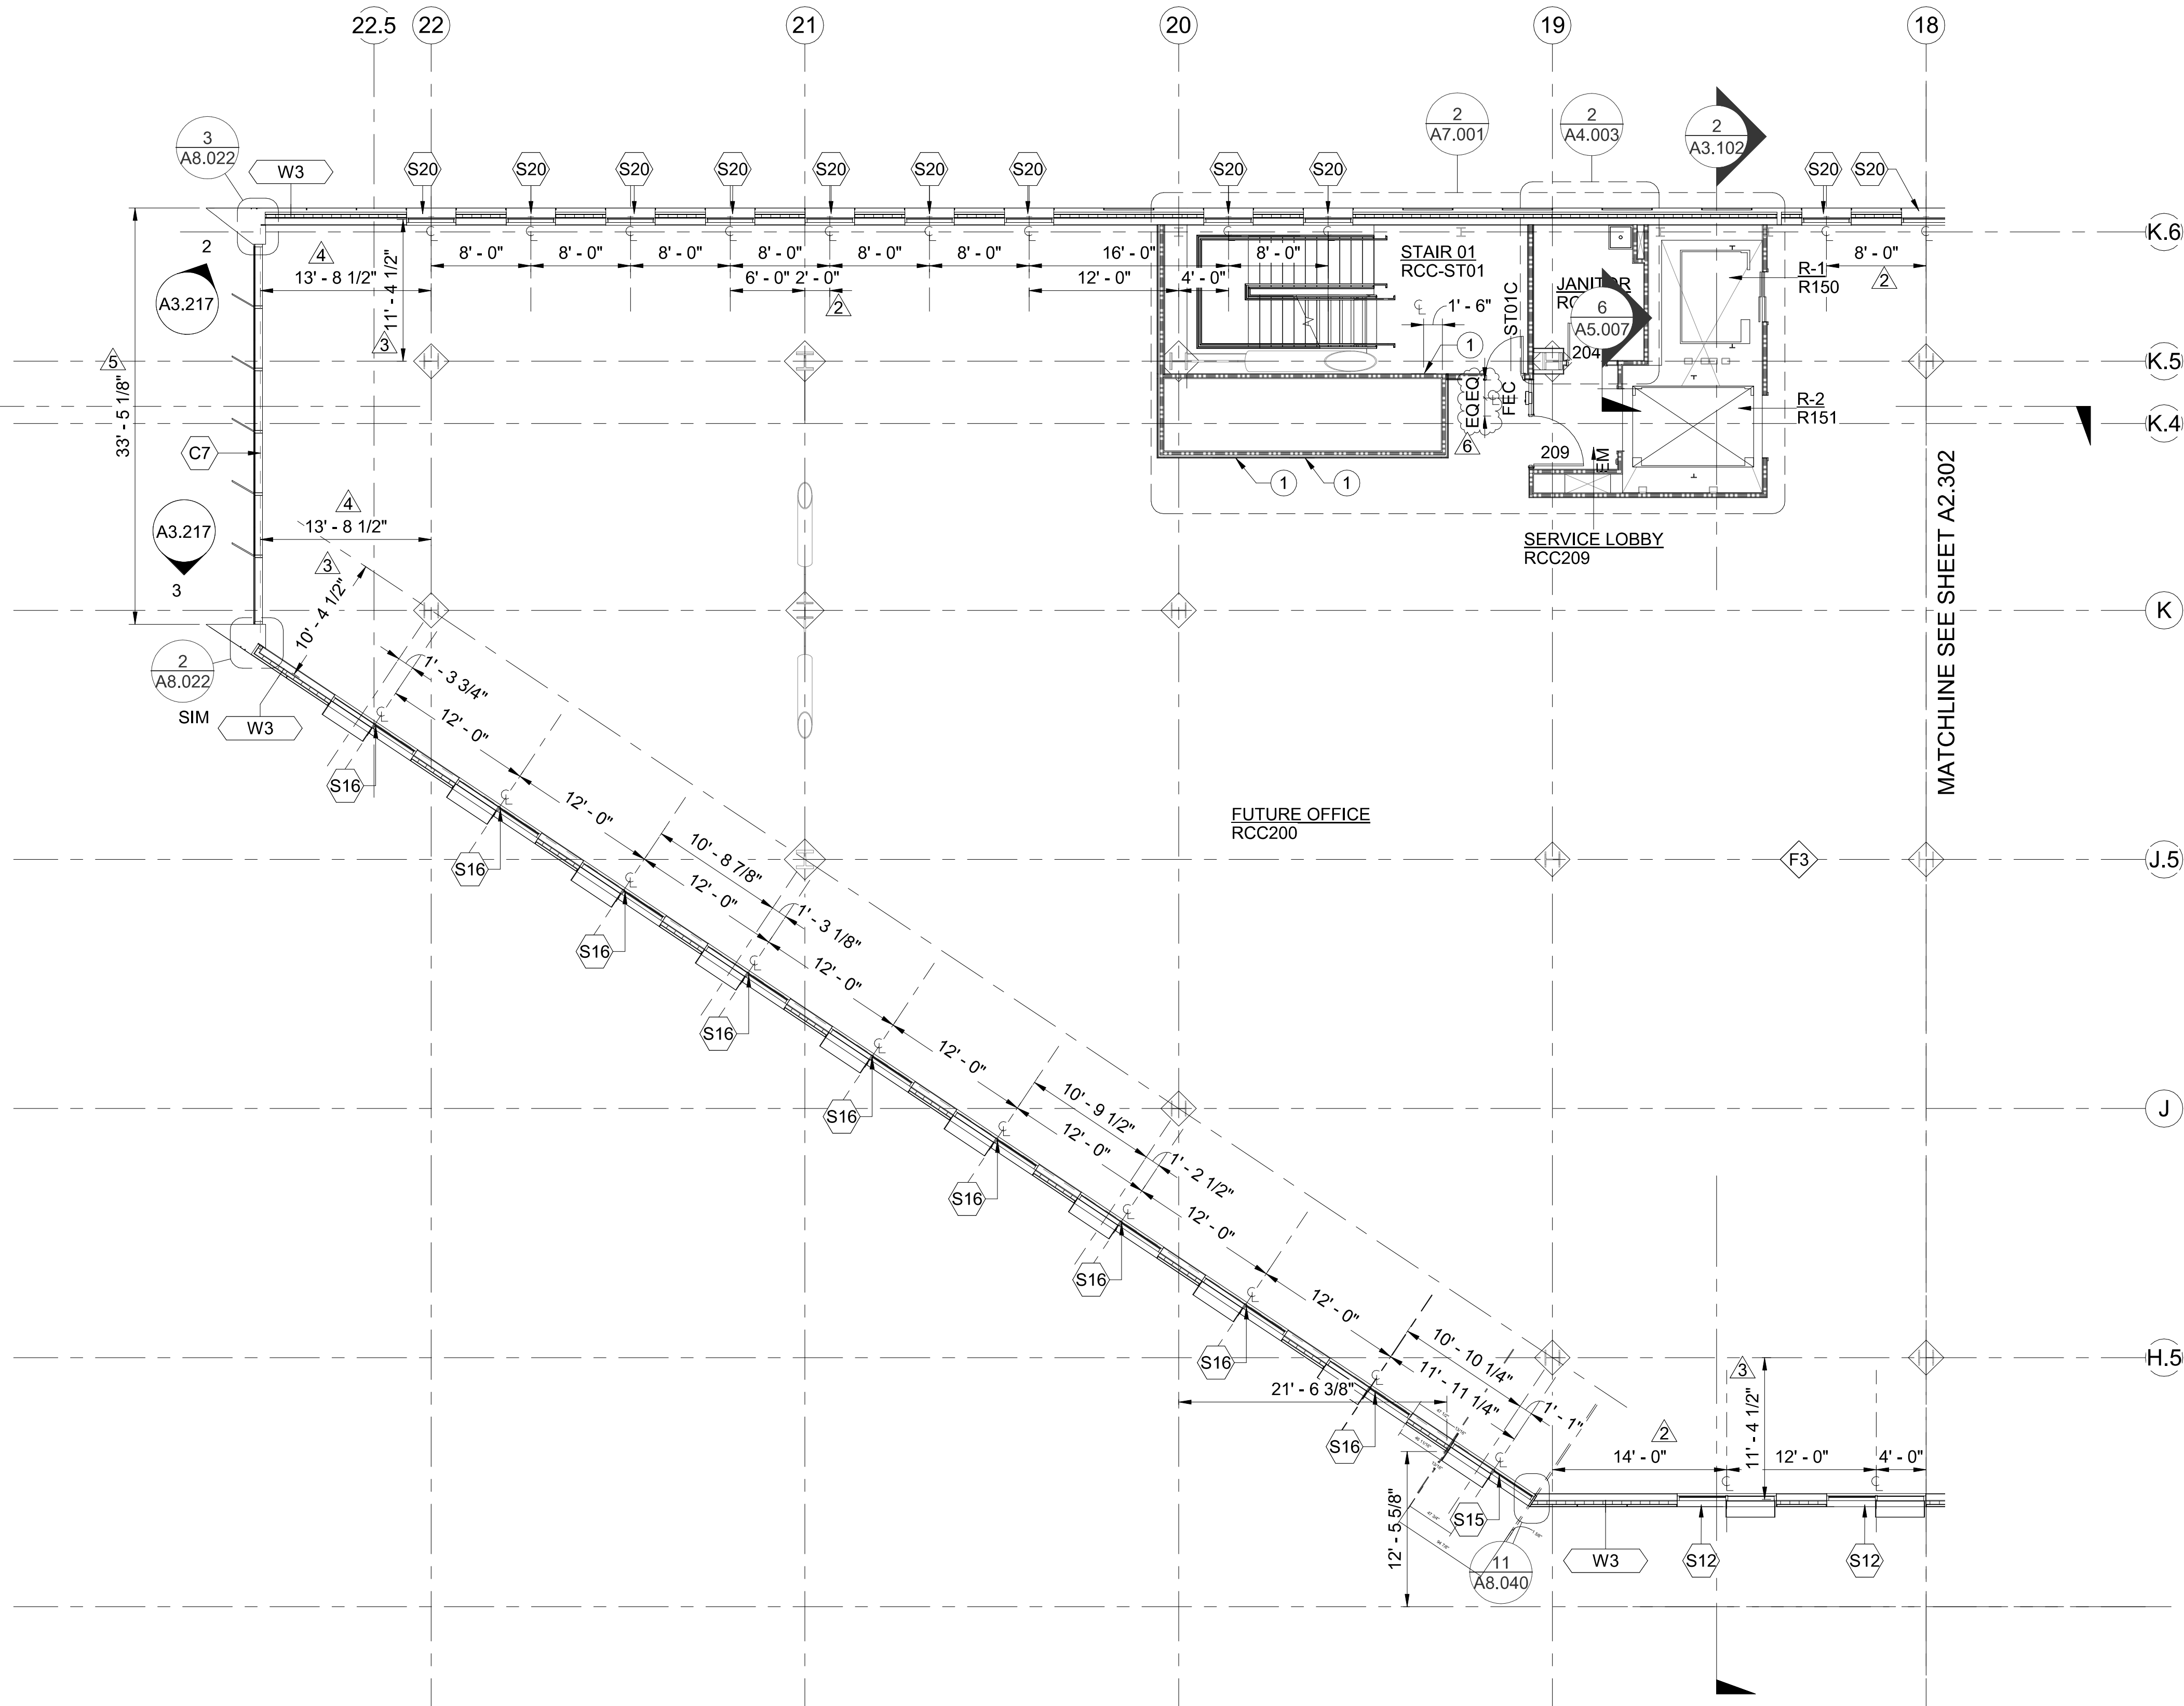 22.5 22 21 20 19 18
3
A8.022
W3
S20 S20 S20 S20 S20 S20 S20 S20 S20 S20 S20
2
A7.001
2
A4.003
2
A3.102
K.6
2
A3.217
4
13' - 8 1/2"
11' - 4 1/2"
3
8' - 0" 8' - 0" 8' - 0" 8' - 0" 8' - 0" 8' - 0" 16' - 0" 8' - 0" 8' - 0"
6' - 0" 2' - 0" 12' - 0" 4' - 0"
2
2
STAIR 01
RCC-ST01
1' - 6"
ST01C
JANITOR
6
A5.007
204
R-1
R150
K.5
5
33' - 5 1/8"
1
EQ EQ
FEC
6
R-2
R151
K.4
C7
209
EM
1
1
4
13' - 8 1/2"
A3.217
3
SERVICE LOBBY
RCC209
MATCHLINE SEE SHEET A2.302
3
10' - 4 1/2"
K
2
A8.022
SIM
W3
1' - 3 3/4"
12' - 0"
S16
12' - 0"
10' - 8 7/8"
FUTURE OFFICE
RCC200
F3
J.5
S16
12' - 0"
1' - 3 1/8"
S16
12' - 0"
S16
12' - 0"
10' - 9 1/2"
J
S16
12' - 0"
1' - 2 1/2"
S16
12' - 0"
S16
12' - 0"
10' - 10 1/4"
H.5
S16
21' - 6 3/8"
11' - 11 1/4"
1' - 1"
3
11' - 4 1/2"
S16
2
14' - 0" 12' - 0" 4' - 0"
12' - 5 5/8"
S15
11
A8.040
W3
S12
S12